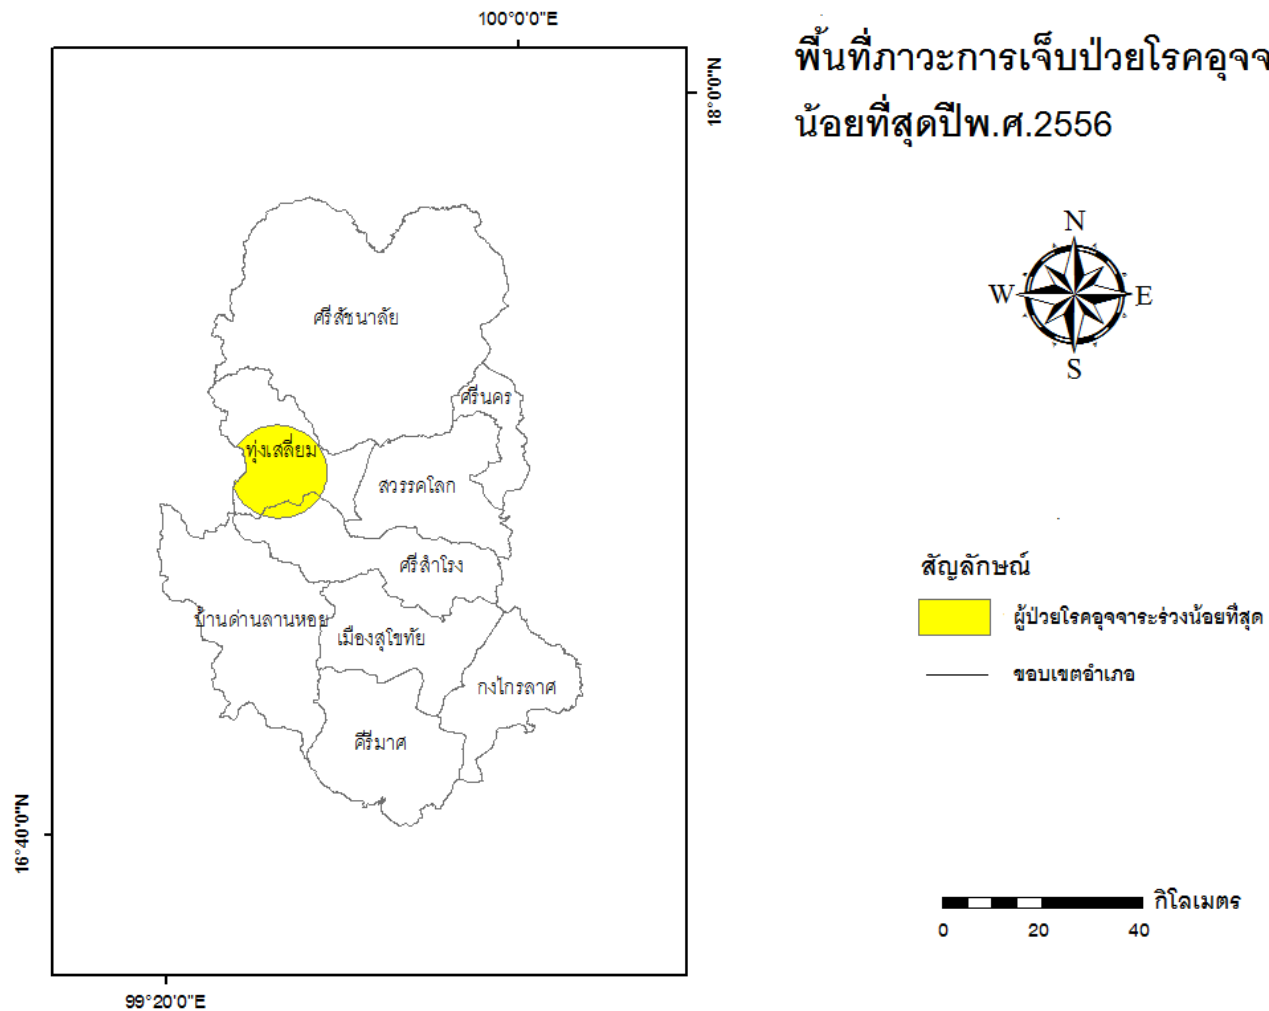 100°0'0"E
พื้นที่ภาวะการเจ็บป่วยโรคอุจจ
น้อยที่สุดปีพ.ศ.2556
18°0'0"N
N
W
E
S
ศรีสัชนาลัย
ศรีนคร
ทุ่งเสลี่ยม
สวรรคโลก
ศรีสำโรง
บ้านด่านลานหอย
เมืองสุโขทัย
กงไกรลาศ
คีรีมาศ
สัญลักษณ์
ผู้ป่วยโรคอุจจาระร่วงน้อยที่สุด
ขอบเขตอำเภอ
16°40'0"N
กิโลเมตร
0 20 40
99°20'0"E